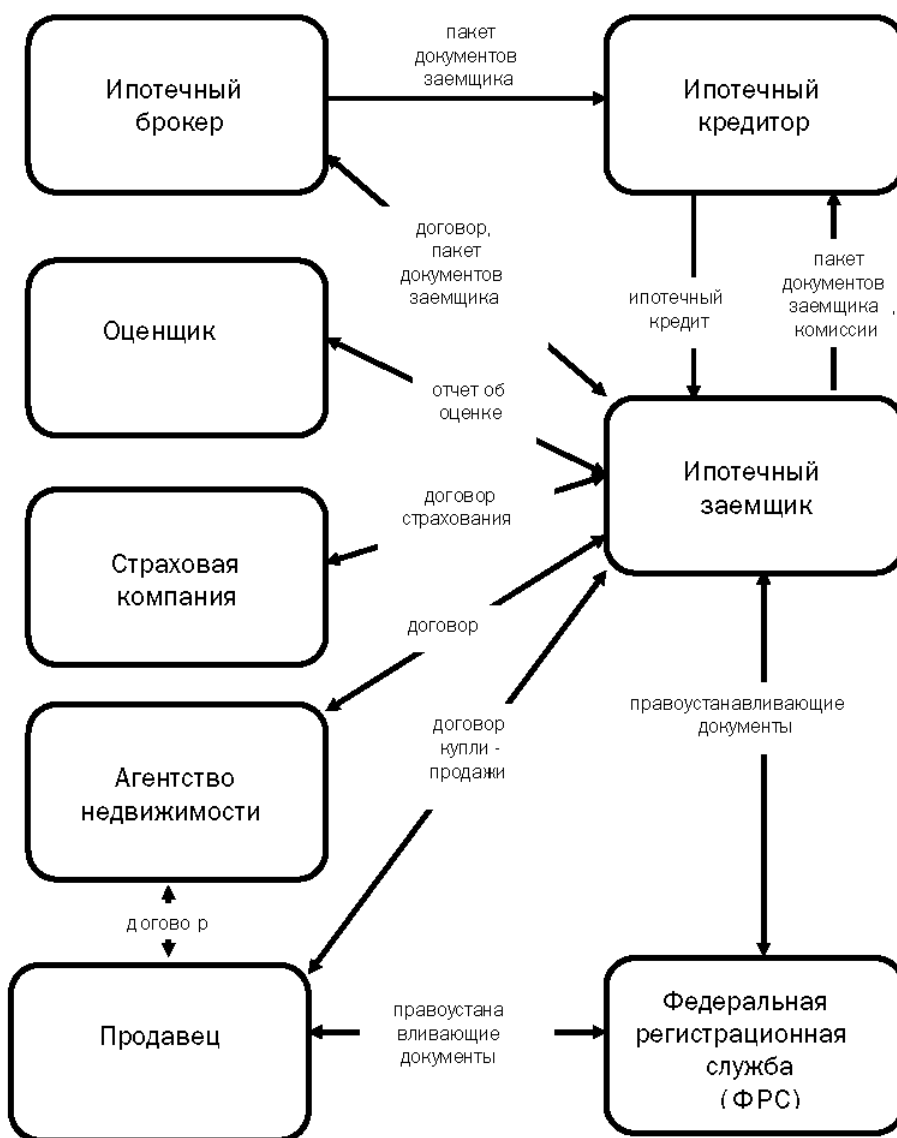 пакет
документов
заемщика
Ипотечный
брокер
Ипотечный
кредитор
договор,
пакет
документов
заемщика
ипотечный
кредит
пакет
документов
заемщика ,
комиссии
Оценщик
отчет об
оценке
Ипотечный
заемщик
договор
страхования
Страховая
компания
договор
правоустанавливающие
документы
договор
купли -
продажи
Агентство
недвижимости
догово р
Продавец
правоустана
вливающие
документы
Федеральная
регистрационная
служба
(ФРС)